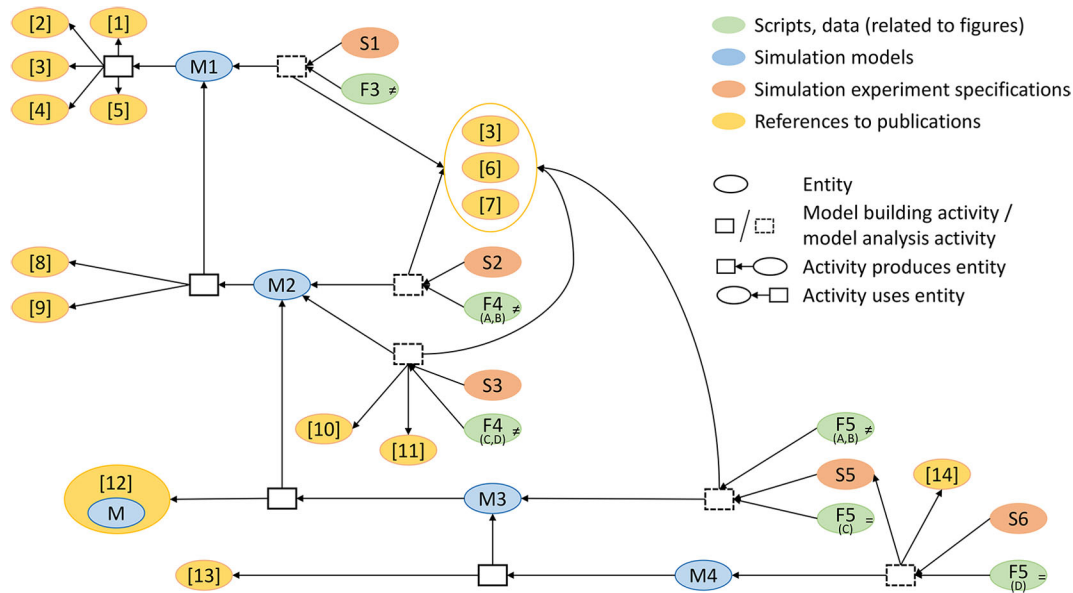 [2]
[1]
[3]
M1
[4]
[5]
S1
F3 ≠
[3]
[6]
[7]
Scripts, data (related to figures)
Simulation models
Simulation experiment specifications
References to publications
Entity
/
Model building activity /
model analysis activity
Activity produces entity
Activity uses entity
[8]
[9]
M2
S2
F4 ≠
(A,B)
S3
F4 ≠
(C,D)
[10]
[11]
F5 ≠
(A,B)
[12]
M
M3
S5
[14]
F5 =
(C)
S6
[13]
M4
F5 =
(D)